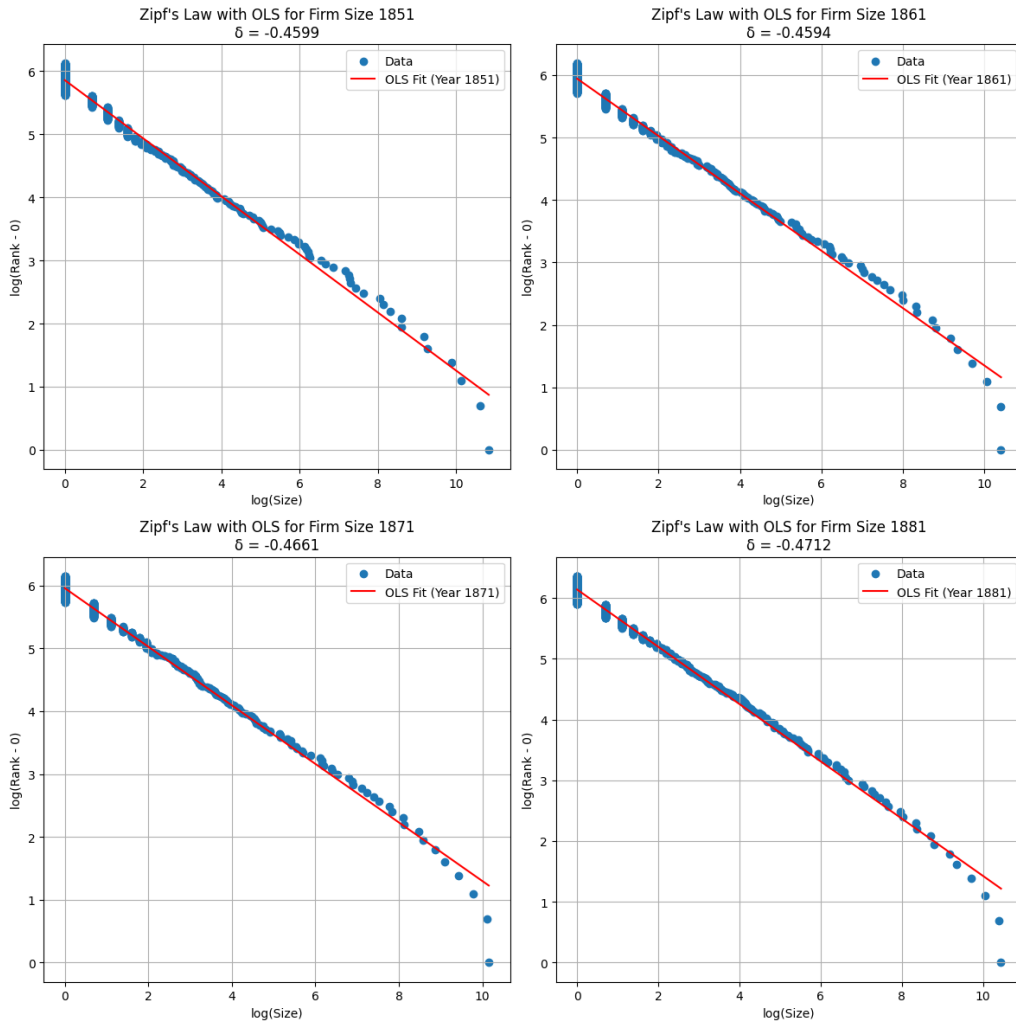 Zipf's Law with OLS for Firm Size 1851
δ = -0.4599
Data
OLS Fit (Year 1851)
log(Rank - 0)
6
5
4
3
2
1
0
0 2 4 6 8 10
log(Size)
Zipf's Law with OLS for Firm Size 1861
δ = -0.4594
Data
OLS Fit (Year 1861)
log(Rank - 0)
6
5
4
3
2
1
0
0 2 4 6 8 10
log(Size)
Zipf's Law with OLS for Firm Size 1871
δ = -0.4661
Data
OLS Fit (Year 1871)
log(Rank - 0)
6
5
4
3
2
1
0
0 2 4 6 8 10
log(Size)
Zipf's Law with OLS for Firm Size 1881
δ = -0.4712
Data
OLS Fit (Year 1881)
log(Rank - 0)
6
5
4
3
2
1
0
0 2 4 6 8 10
log(Size)